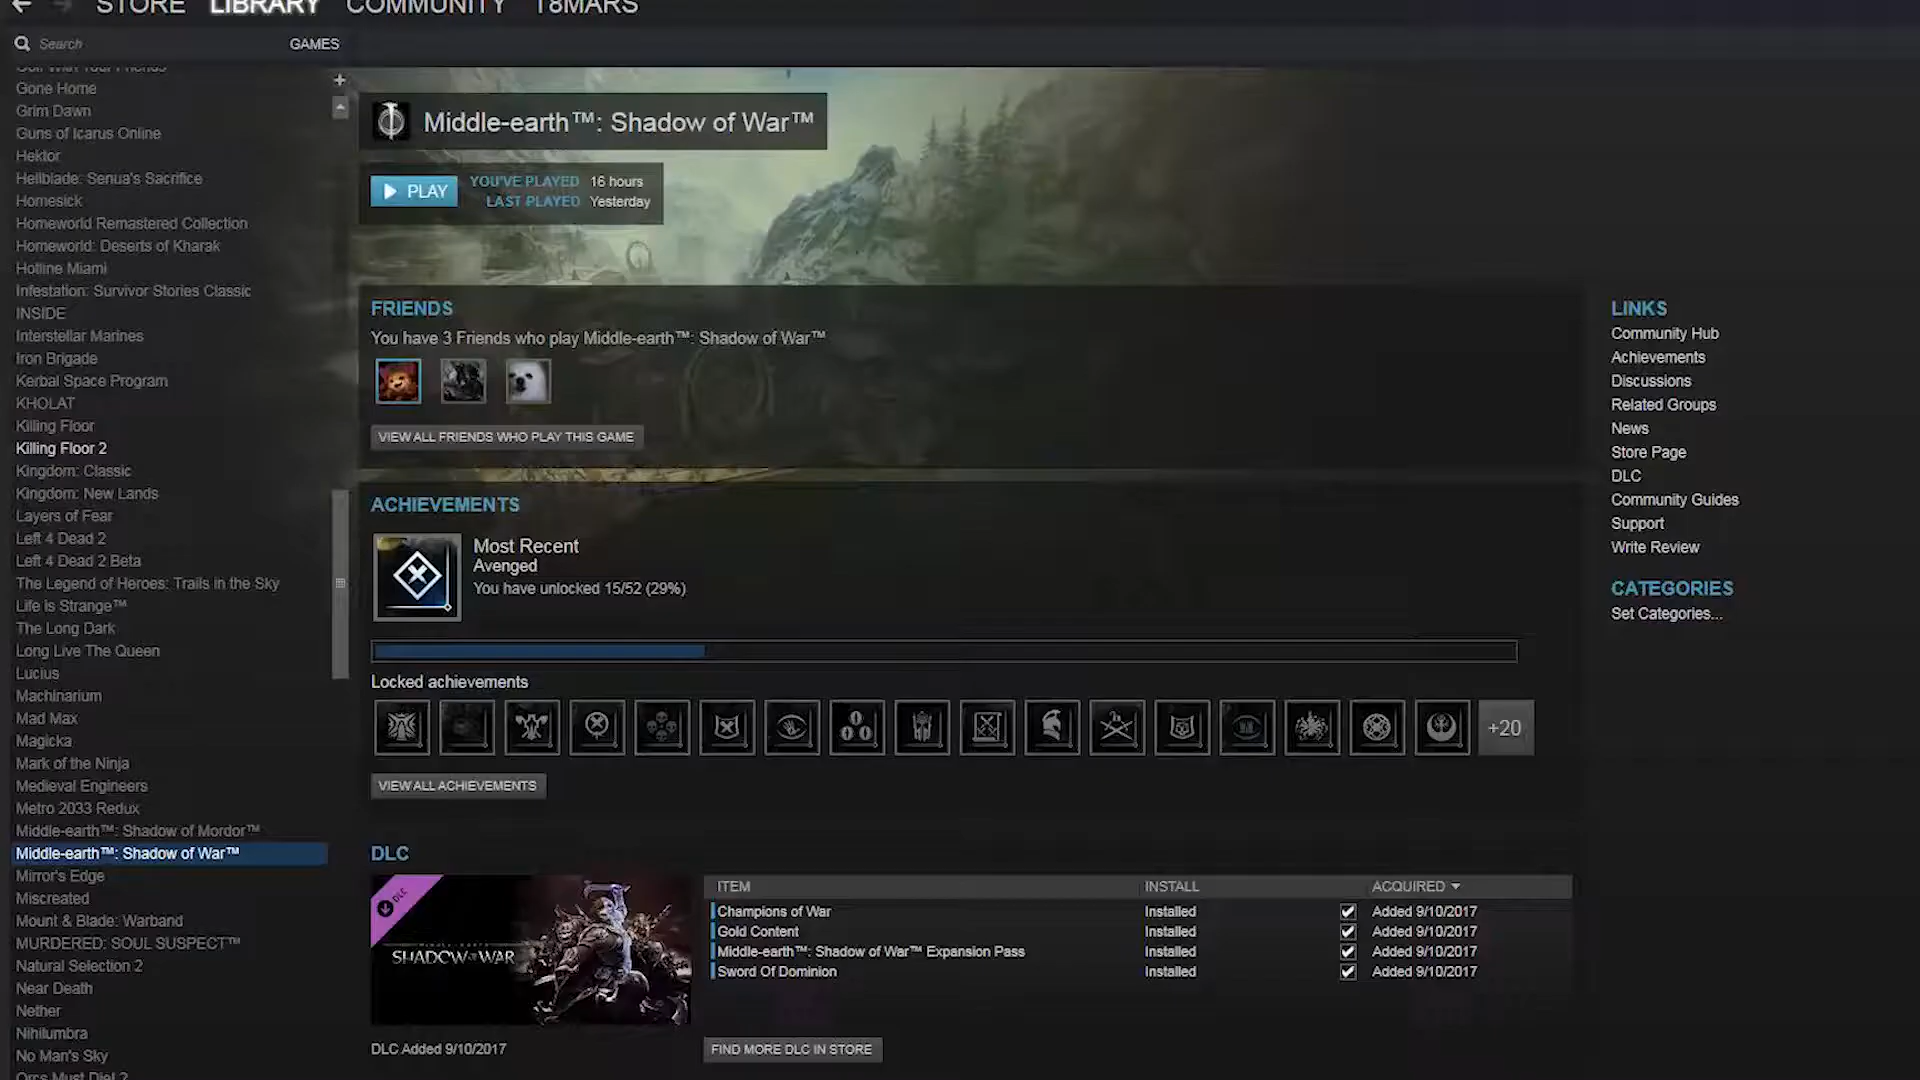 STORE LIBRARY COMMUNITY T8MARS
Search GAMES
Golf With Your Friends
Gone Home
Grim Dawn
Guns of Icarus Online
Hektor
Hellblade: Senua's Sacrifice
Homesick
Homeworld Remastered Collection
Homeworld: Deserts of Kharak
Hotline Miami
Infestation: Survivor Stories Classic
INSIDE
Interstellar Marines
Iron Brigade
Kerbal Space Program
KHOLAT
Killing Floor
Killing Floor 2
Kingdom: Classic
Kingdom: New Lands
Layers of Fear
Left 4 Dead 2
Left 4 Dead 2 Beta
The Legend of Heroes: Trails in the Sky
Life is Strange™
The Long Dark
Long Live The Queen
Lucius
Machinarium
Mad Max
Magicka
Mark of the Ninja
Medieval Engineers
Metro 2033 Redux
Middle-earth™: Shadow of Mordor™
Middle-earth™: Shadow of War™
Mirror's Edge
Miscreated
Mount & Blade: Warband
MURDERED: SOUL SUSPECT™
Natural Selection 2
Near Death
Nether
Nihilumbra
No Man's Sky
Orcs Must Die! 2
Middle-earth™: Shadow of War™
PLAY
YOU'VE PLAYED 16 hours
LAST PLAYED Yesterday
FRIENDS
You have 3 Friends who play Middle-earth™: Shadow of War™
VIEW ALL FRIENDS WHO PLAY THIS GAME
ACHIEVEMENTS
Most Recent
Avenged
You have unlocked 15/52 (29%)
Locked achievements
+20
VIEW ALL ACHIEVEMENTS
DLC
DLC
SHADOW OF WAR
DLC Added 9/10/2017
ITEM INSTALL ACQUIRED
Champions of War Installed Added 9/10/2017
Gold Content Installed Added 9/10/2017
Middle-earth™: Shadow of War™ Expansion Pass Installed Added 9/10/2017
Sword Of Dominion Installed Added 9/10/2017
FIND MORE DLC IN STORE
LINKS
Community Hub
Achievements
Discussions
Related Groups
News
Store Page
DLC
Community Guides
Support
Write Review
CATEGORIES
Set Categories...